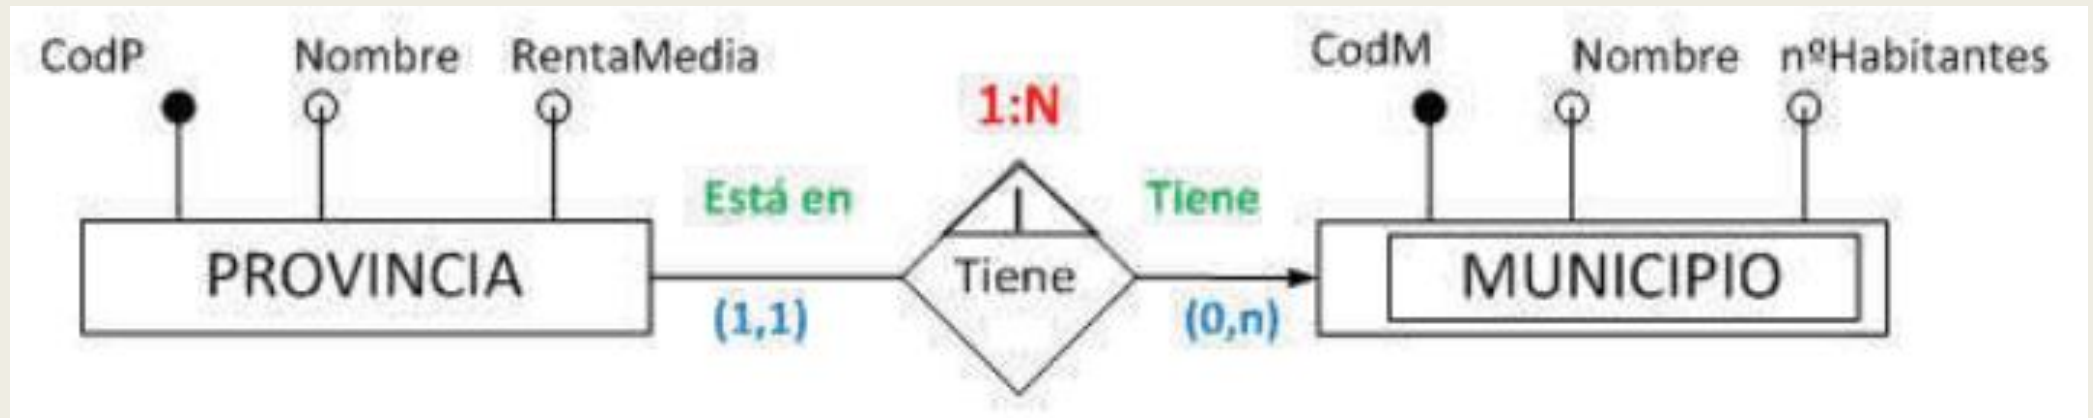 CodP Nombre RentaMedia CodM Nombre nºHabitantes
1:N
Está en Tiene
PROVINCIA I Tiene MUNICIPIO
(1,1) (0,n)